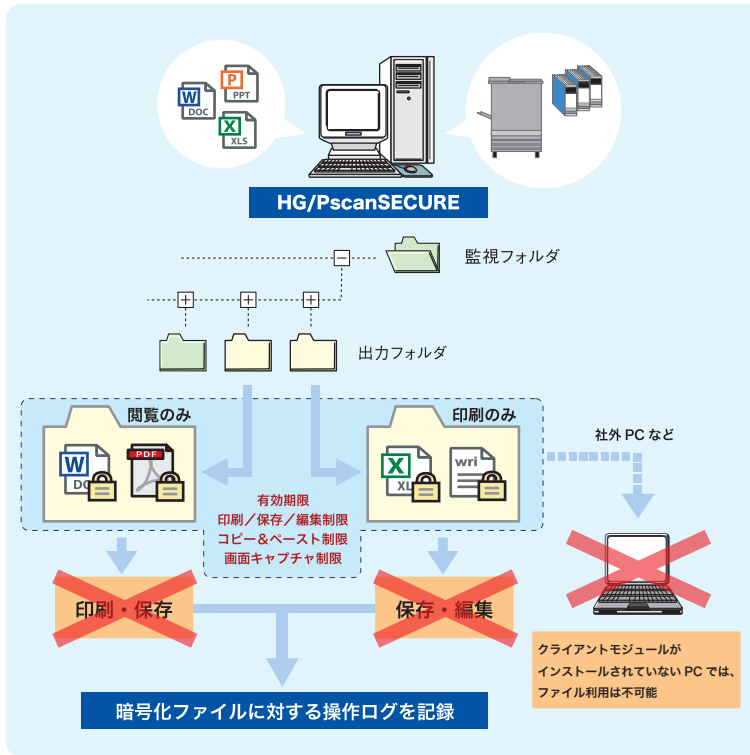 W
DOC
P
PPT
X
XLS
HG/PscanSECURE
監視フォルダ
出力フォルダ
閲覧のみ
W
PDF
印刷のみ
X
XL
wri
社外 PC など
有効期限
印刷／保存／編集制限
コピー＆ペースト制限
画面キャプチャ制限
印刷・保存
保存・編集
クライアントモジュールが
インストールされていない PC では、
ファイル利用は不可能
暗号化ファイルに対する操作ログを記録